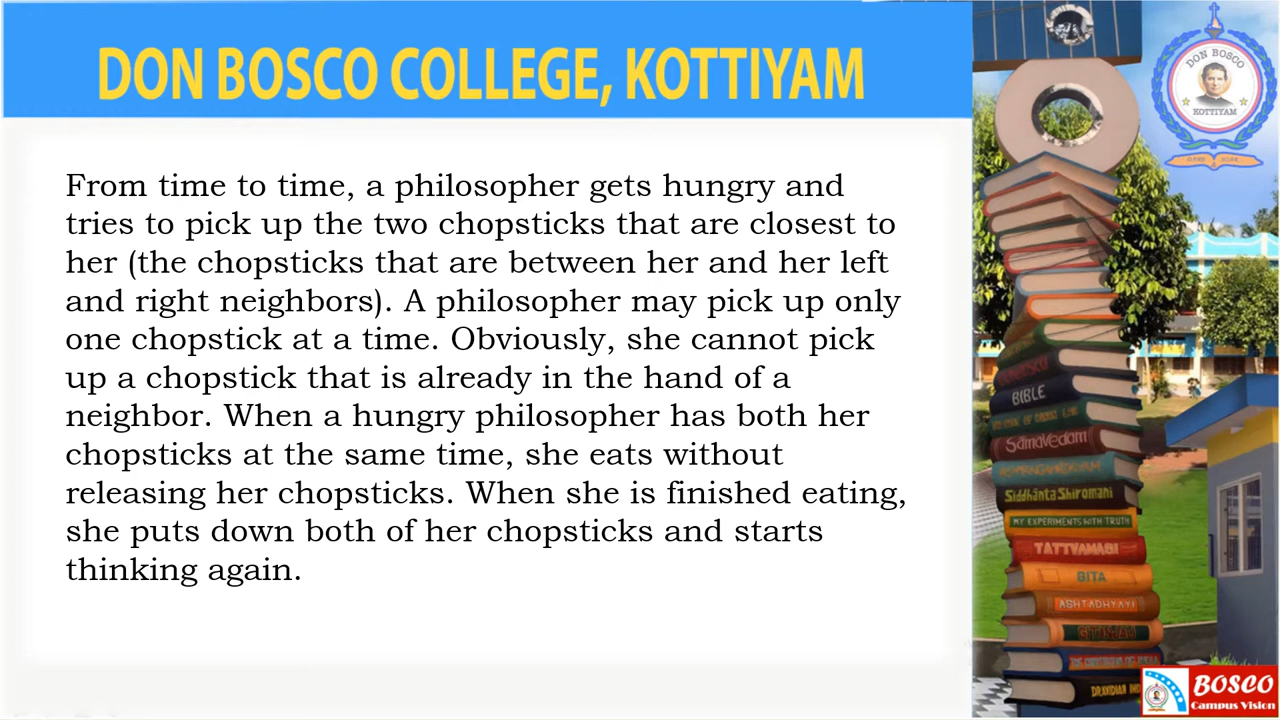 DON BOSCO COLLEGE, KOTTIYAM
From time to time, a philosopher gets hungry and
tries to pick up the two chopsticks that are closest to
her (the chopsticks that are between her and her left
and right neighbors). A philosopher may pick up only
one chopstick at a time. Obviously, she cannot pick
up a chopstick that is already in the hand of a
neighbor. When a hungry philosopher has both her
chopsticks at the same time, she eats without
releasing her chopsticks. When she is finished eating,
she puts down both of her chopsticks and starts
thinking again.
DON BOSCO
KOTTIYAM
BIBLE
Samavedam
Siddhanta Shiromani
MY EXPERIMENTS WITH TRUTH
TATTVAMASI
GITA
ASHTADHYAYI
GITANJALI
BOSCO
Campus Vision